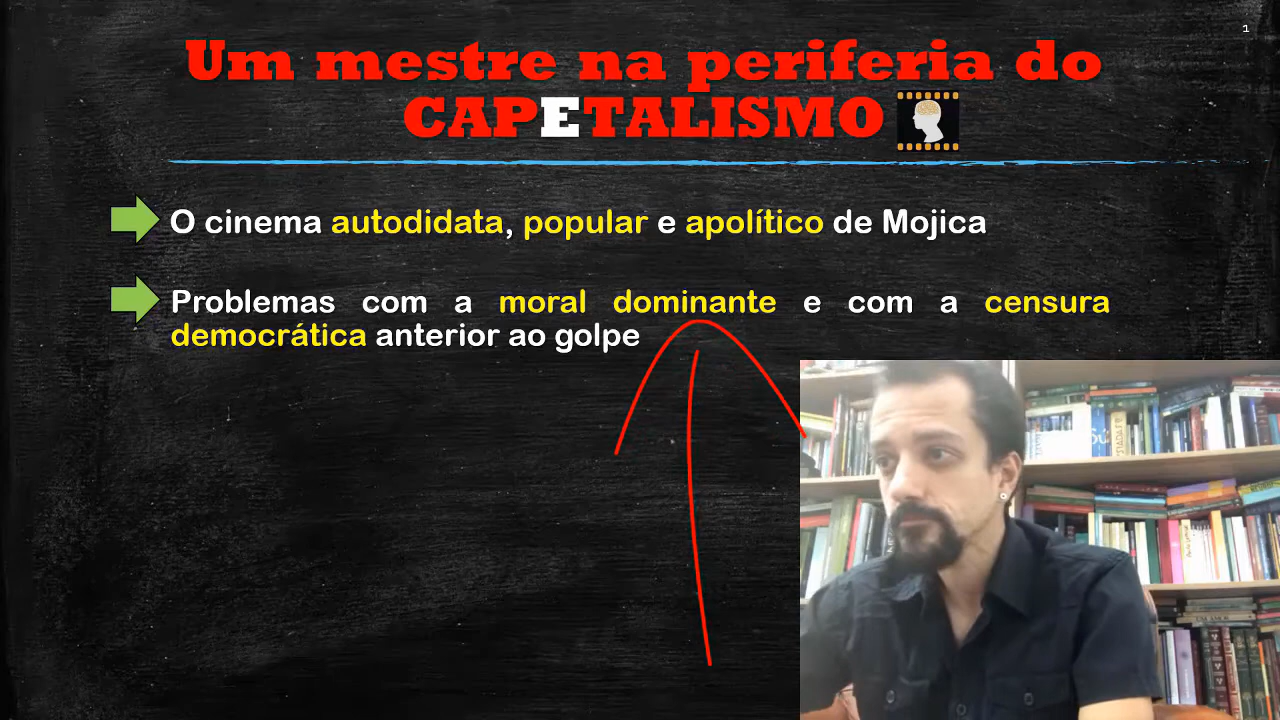 1
Um mestre na periferia do
CAPETALISMO
O cinema autodidata, popular e apolítico de Mojica
Problemas com a moral dominante e com a censura
democrática anterior ao golpe